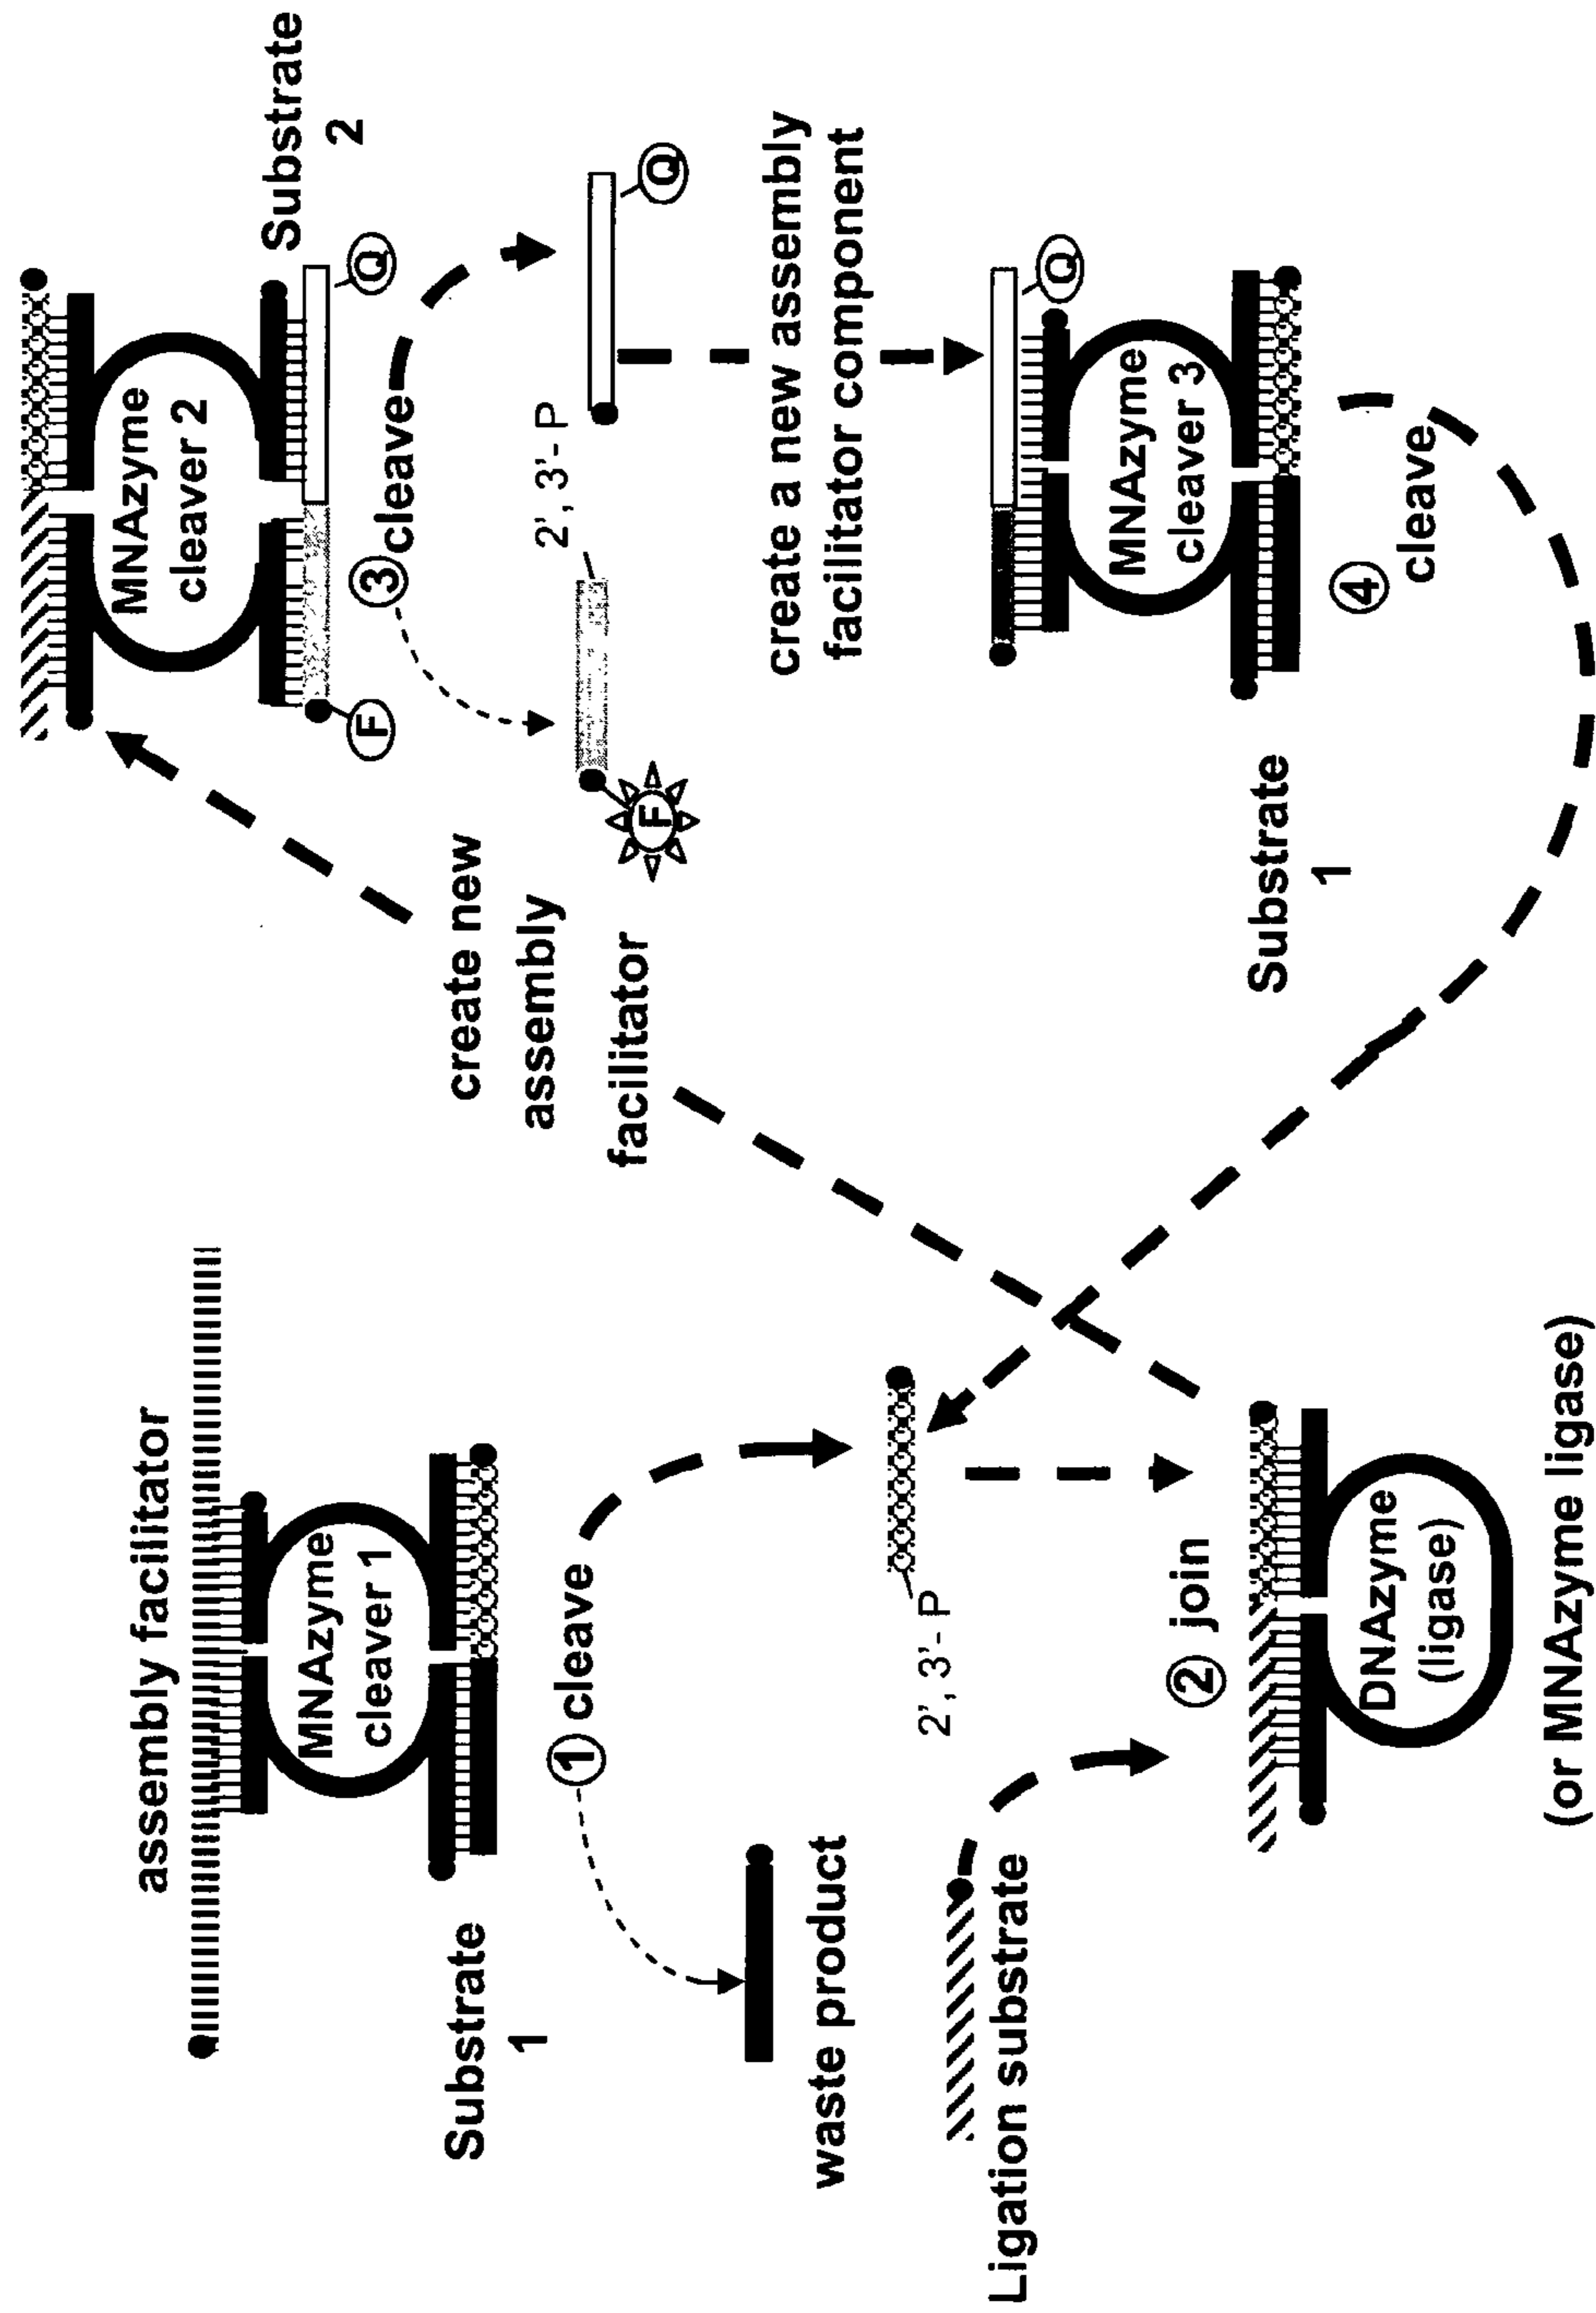 assembly facilitator
MNAzyme
cleaver 1
Substrate
1
① cleave
waste product
2', 3'- P
Ligation substrate
② join
DNAzyme
(ligase)
(or MNAzyme ligase)
create new
assembly
facilitator
MNAzyme
cleaver 2
Substrate
2
F
Q
③ cleave
2', 3'- P
F
Q
create a new assembly
facilitator component
Q
MNAzyme
cleaver 3
Substrate
1
④
cleave